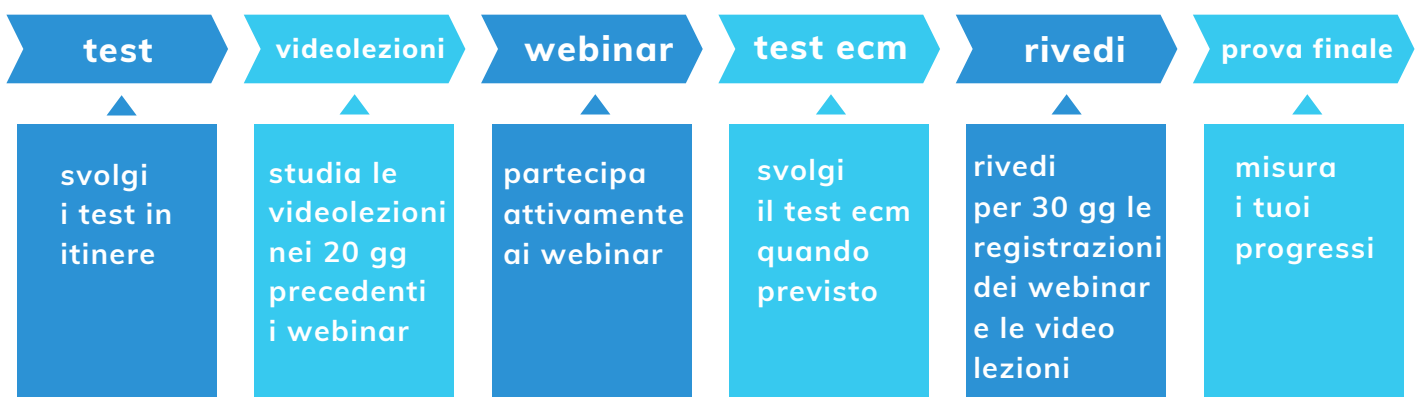 test
videolezioni
webinar
test ecm
rivedi
prova finale
svolgi
i test in
itinere
studia le
videolezioni
nei 20 gg
precedenti
i webinar
partecipa
attivamente
ai webinar
svolgi
il test ecm
quando
previsto
rivedi
per 30 gg le
registrazioni
dei webinar
e le video
lezioni
misura
i tuoi
progressi